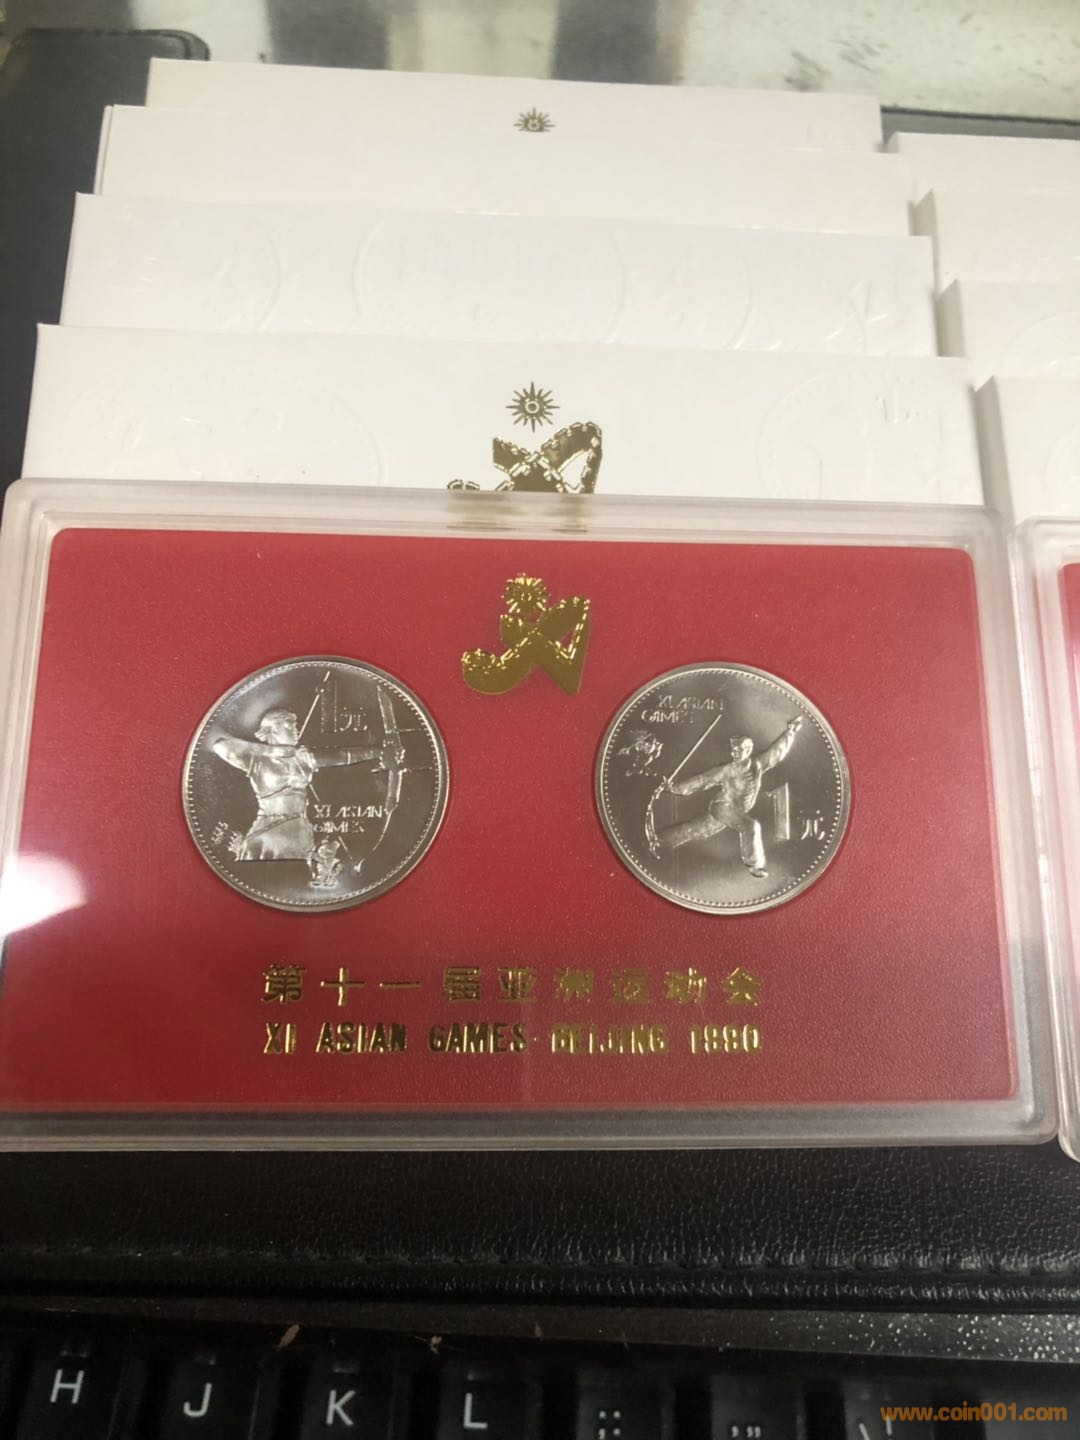 1元
XI ASIAN
GAMES
XI ASIAN
GAMES
1元
第十一届亚洲运动会
XI ASIAN GAMES·BEIJING 1990
H J K L ; : " '
www.coin001.com